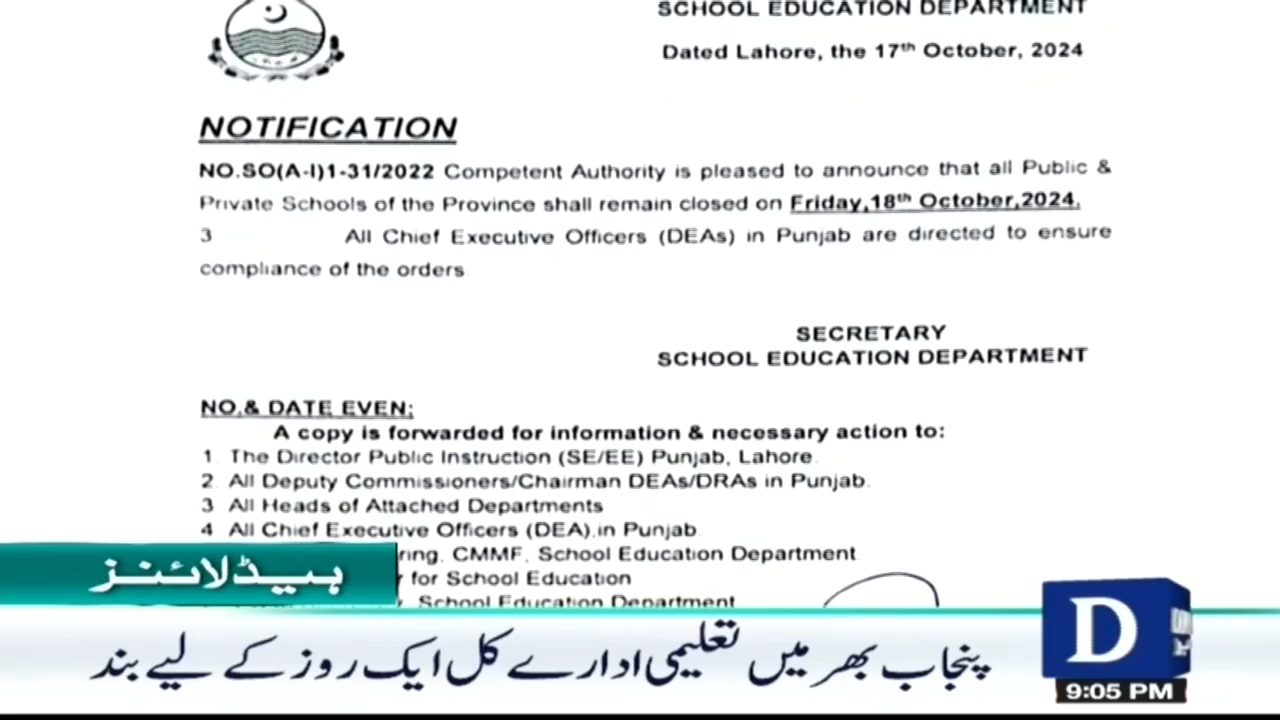 SCHOOL EDUCATION DEPARTMENT
Dated Lahore, the 17th October, 2024
NOTIFICATION
NO.SO(A-I)1-31/2022 Competent Authority is pleased to announce that all Public &
Private Schools of the Province shall remain closed on Friday,18th October,2024.
3 All Chief Executive Officers (DEAs) in Punjab are directed to ensure
compliance of the orders
SECRETARY
SCHOOL EDUCATION DEPARTMENT
NO.& DATE EVEN:
A copy is forwarded for information & necessary action to:
1. The Director Public Instruction (SE/EE) Punjab, Lahore.
2. All Deputy Commissioners/Chairman DEAs/DRAs in Punjab.
3 All Heads of Attached Departments
4 All Chief Executive Officers (DEA).in Punjab
ring, CMMF, School Education Department
for School Education
School Education Department
ہیڈلائنز
پنجاب بھر میں تعلیمی ادارے کل ایک روز کے لیے بند
D
9:05 PM